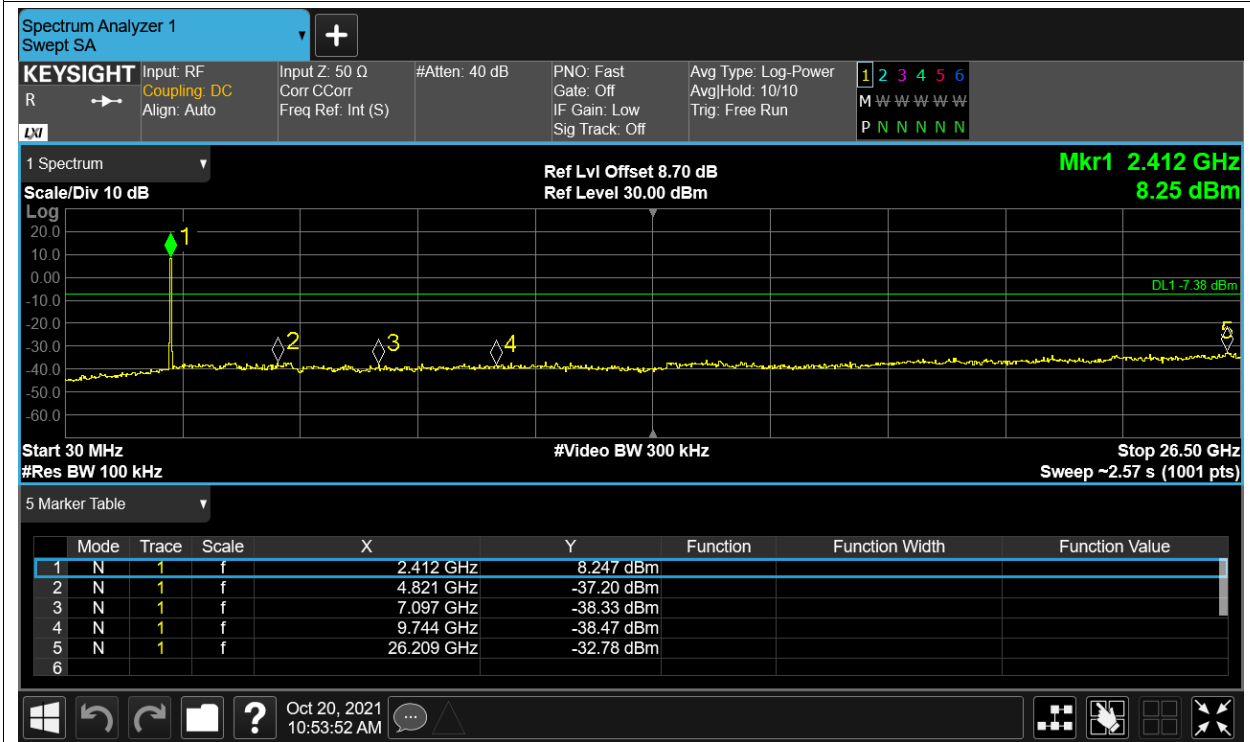 Spectrum Analyzer 1
Swept SA
+
KEYSIGHT Input: RF Input Z: 50 Ω #Atten: 40 dB PNO: Fast Avg Type: Log-Power 1 2 3 4 5 6
R Coupling: DC Corr CCorr Gate: Off Avg|Hold: 10/10 M W W W W W
Align: Auto Freq Ref: Int (S) IF Gain: Low Trig: Free Run
LXI Sig Track: Off P N N N N N
1 Spectrum
Ref Lvl Offset 8.70 dB Mkr1 2.412 GHz
Scale/Div 10 dB Ref Level 30.00 dBm 8.25 dBm
Log
20.0
1
10.0
0.00
DL1 -7.38 dBm
-10.0
-20.0
2 3 4 5
-30.0
-40.0
-50.0
-60.0
Start 30 MHz #Video BW 300 kHz Stop 26.50 GHz
#Res BW 100 kHz Sweep ~2.57 s (1001 pts)
5 Marker Table
Mode Trace Scale X Y Function Function Width Function Value
1 N 1 f 2.412 GHz 8.247 dBm
2 N 1 f 4.821 GHz -37.20 dBm
3 N 1 f 7.097 GHz -38.33 dBm
4 N 1 f 9.744 GHz -38.47 dBm
5 N 1 f 26.209 GHz -32.78 dBm
6
? Oct 20, 2021
10:53:52 AM